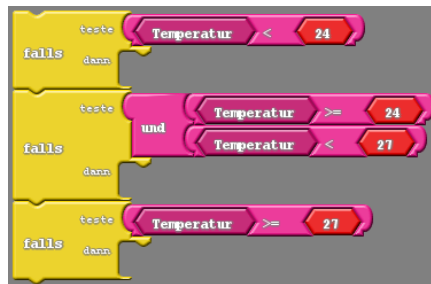 teste Temperatur < 24
falls dann
teste Temperatur >= 24
und
Temperatur < 27
falls
dann
teste Temperatur >= 27
falls dann